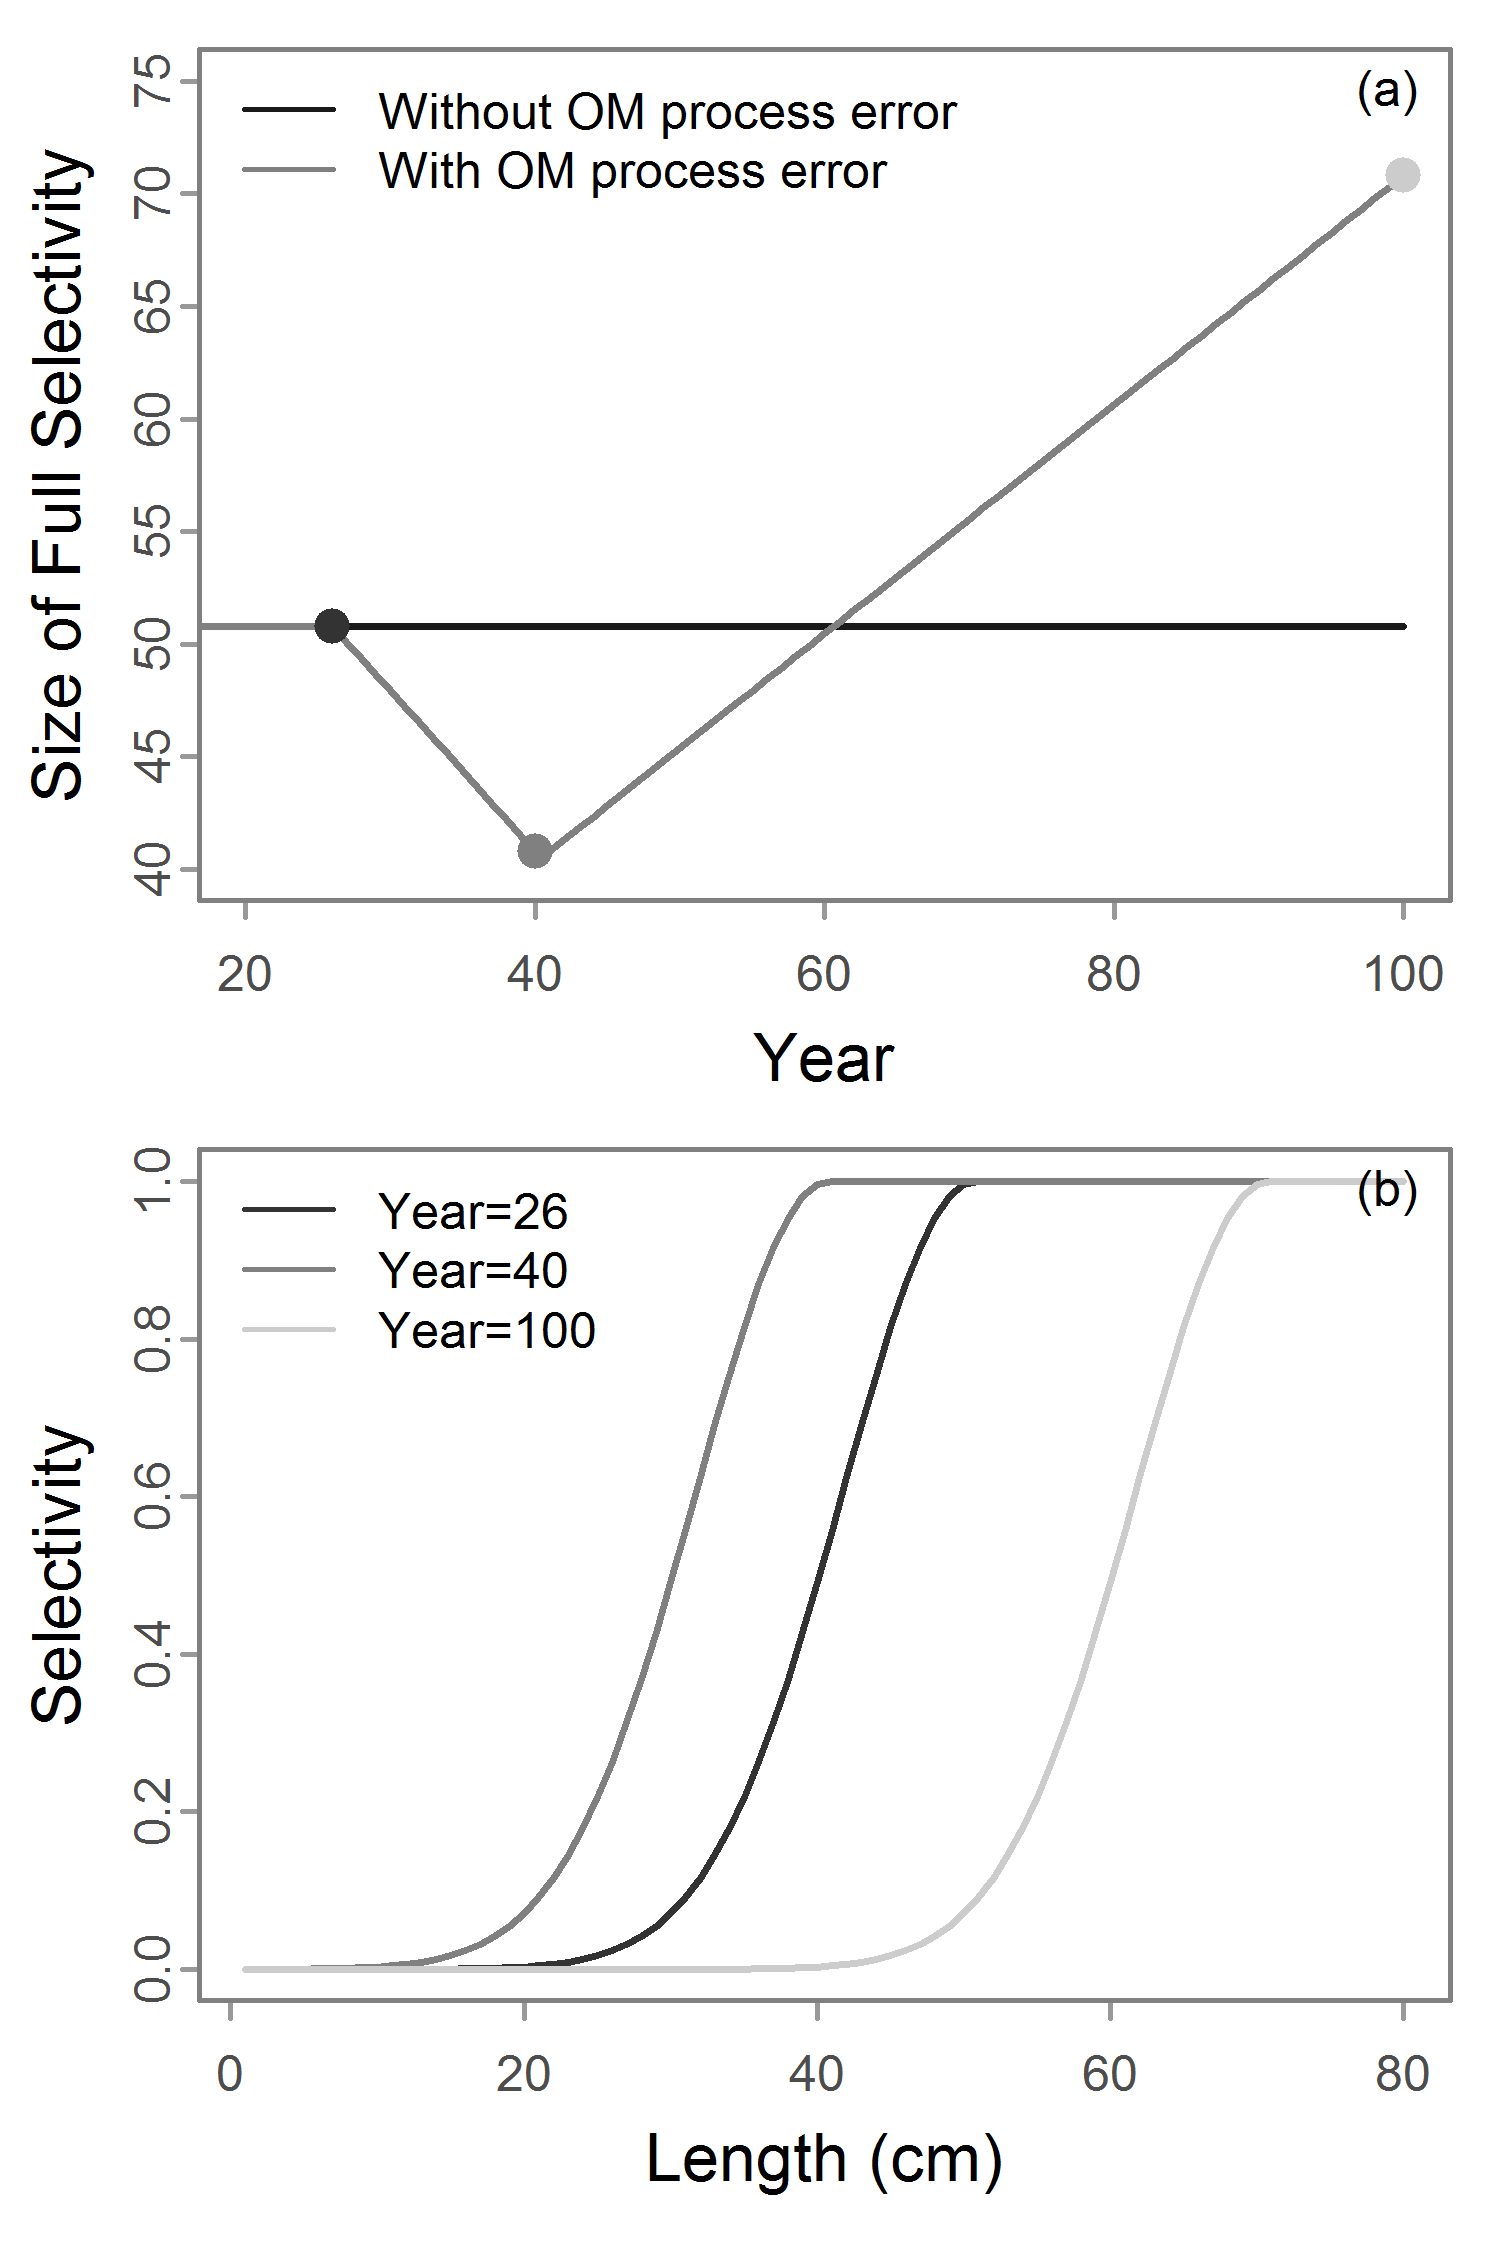 (a)
Without OM process error
With OM process error
Size of Full Selectivity
75
70
65
60
55
50
45
40
20 40 60 80 100
Year
(b)
Year=26
Year=40
Year=100
Selectivity
1.0
0.8
0.6
0.4
0.2
0.0
0 20 40 60 80
Length (cm)